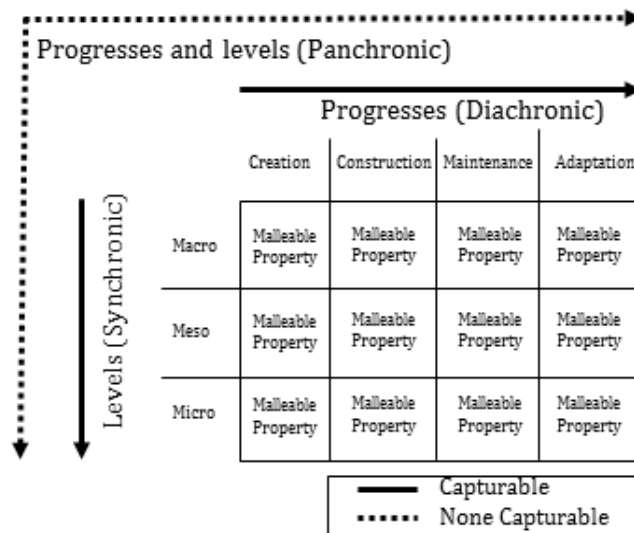 Progresses and levels (Panchronic)
Progresses (Diachronic)
Creation Construction Maintenance Adaptation
Levels (Synchronic)
Macro Malleable Property Malleable Property Malleable Property Malleable Property
Meso Malleable Property Malleable Property Malleable Property Malleable Property
Micro Malleable Property Malleable Property Malleable Property Malleable Property
Capturable
None Capturable